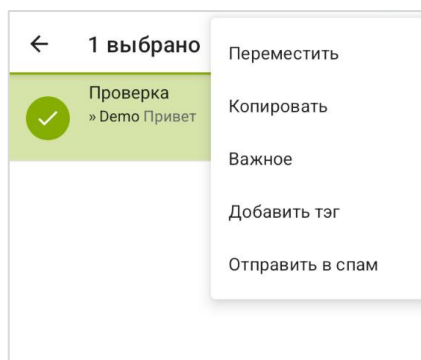 1 выбрано
Проверка
» Demo Привет
Переместить
Копировать
Важное
Добавить тэг
Отправить в спам